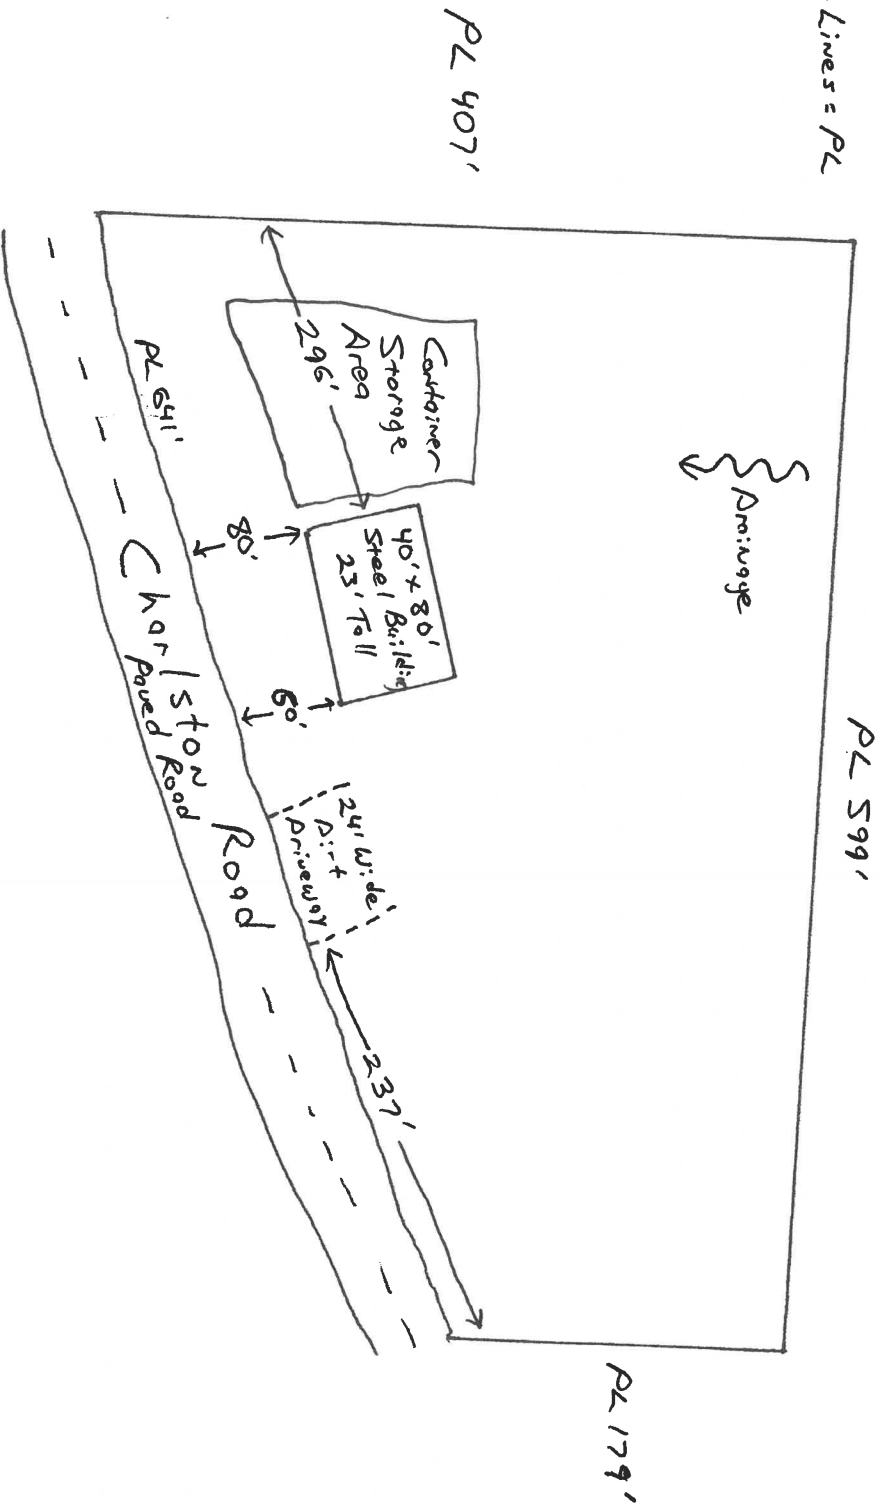 Lines = PL
PL 407'
PL 599'
PL 179'
Drainage
Container
Storage
Area
296'
40' x 80'
Steel Building
23' Tall
PL 641'
80'
60'
24' Wide
Dirt
Driveway
237'
Charlston Road
Paved Road